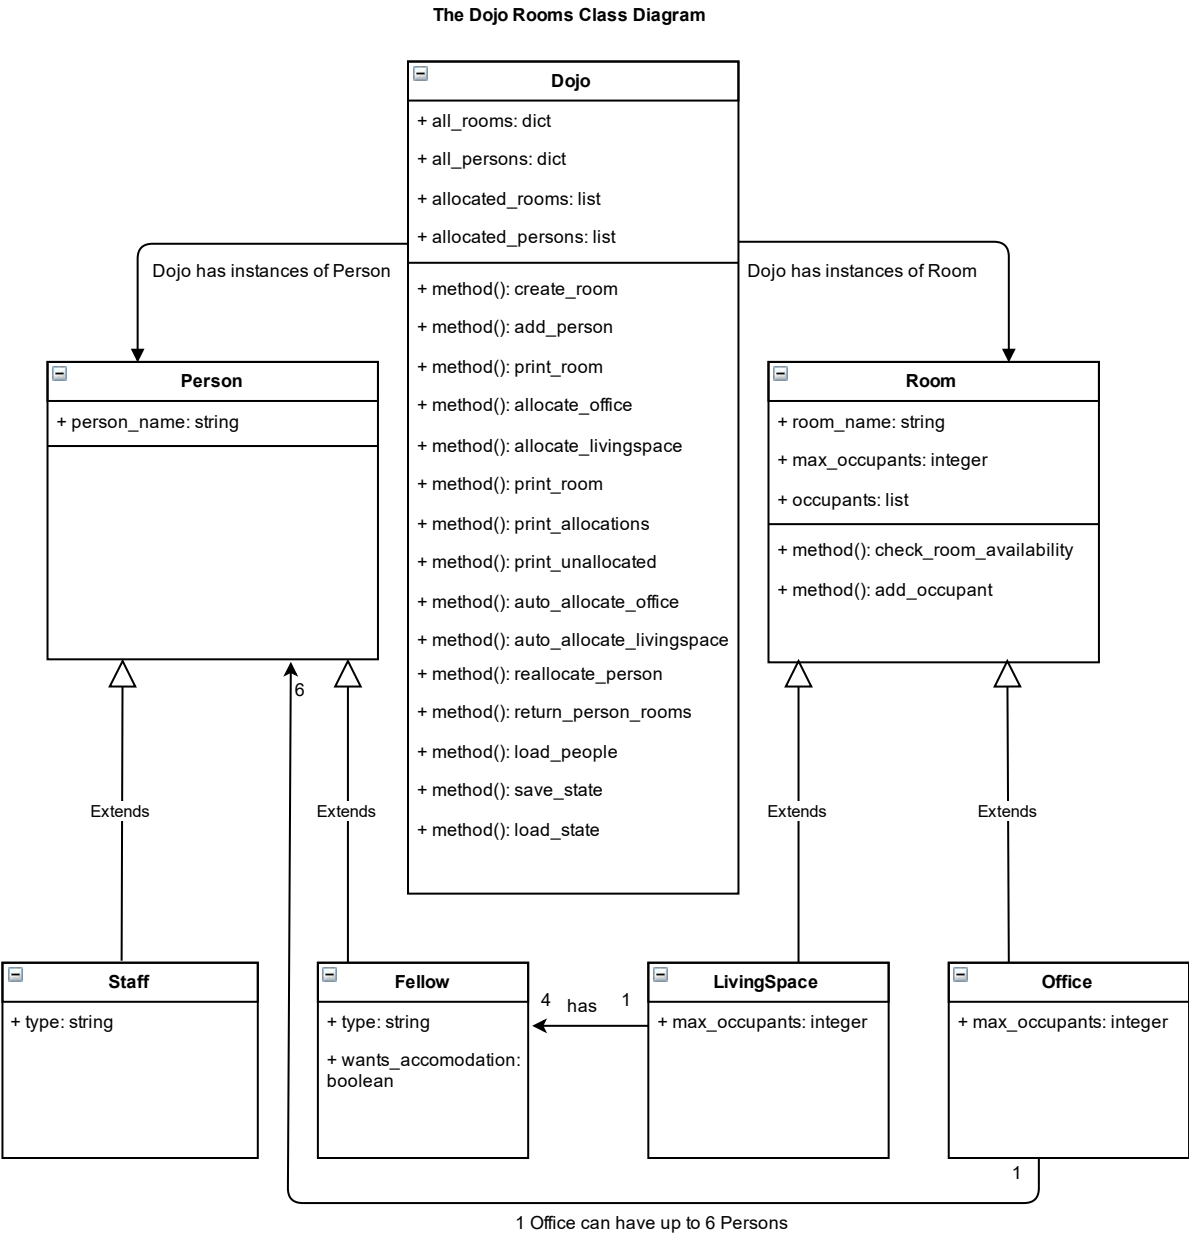 The Dojo Rooms Class Diagram
Dojo
+ all_rooms: dict
+ all_persons: dict
+ allocated_rooms: list
+ allocated_persons: list
+ method(): create_room
+ method(): add_person
+ method(): print_room
+ method(): allocate_office
+ method(): allocate_livingspace
+ method(): print_room
+ method(): print_allocations
+ method(): print_unallocated
+ method(): auto_allocate_office
+ method(): auto_allocate_livingspace
+ method(): reallocate_person
+ method(): return_person_rooms
+ method(): load_people
+ method(): save_state
+ method(): load_state
Dojo has instances of Person
Dojo has instances of Room
Person
+ person_name: string
Room
+ room_name: string
+ max_occupants: integer
+ occupants: list
+ method(): check_room_availability
+ method(): add_occupant
6
Extends
Extends
Extends
Extends
Staff
+ type: string
Fellow
+ type: string
+ wants_accomodation:
boolean
4 has 1
LivingSpace
+ max_occupants: integer
Office
+ max_occupants: integer
1
1 Office can have up to 6 Persons